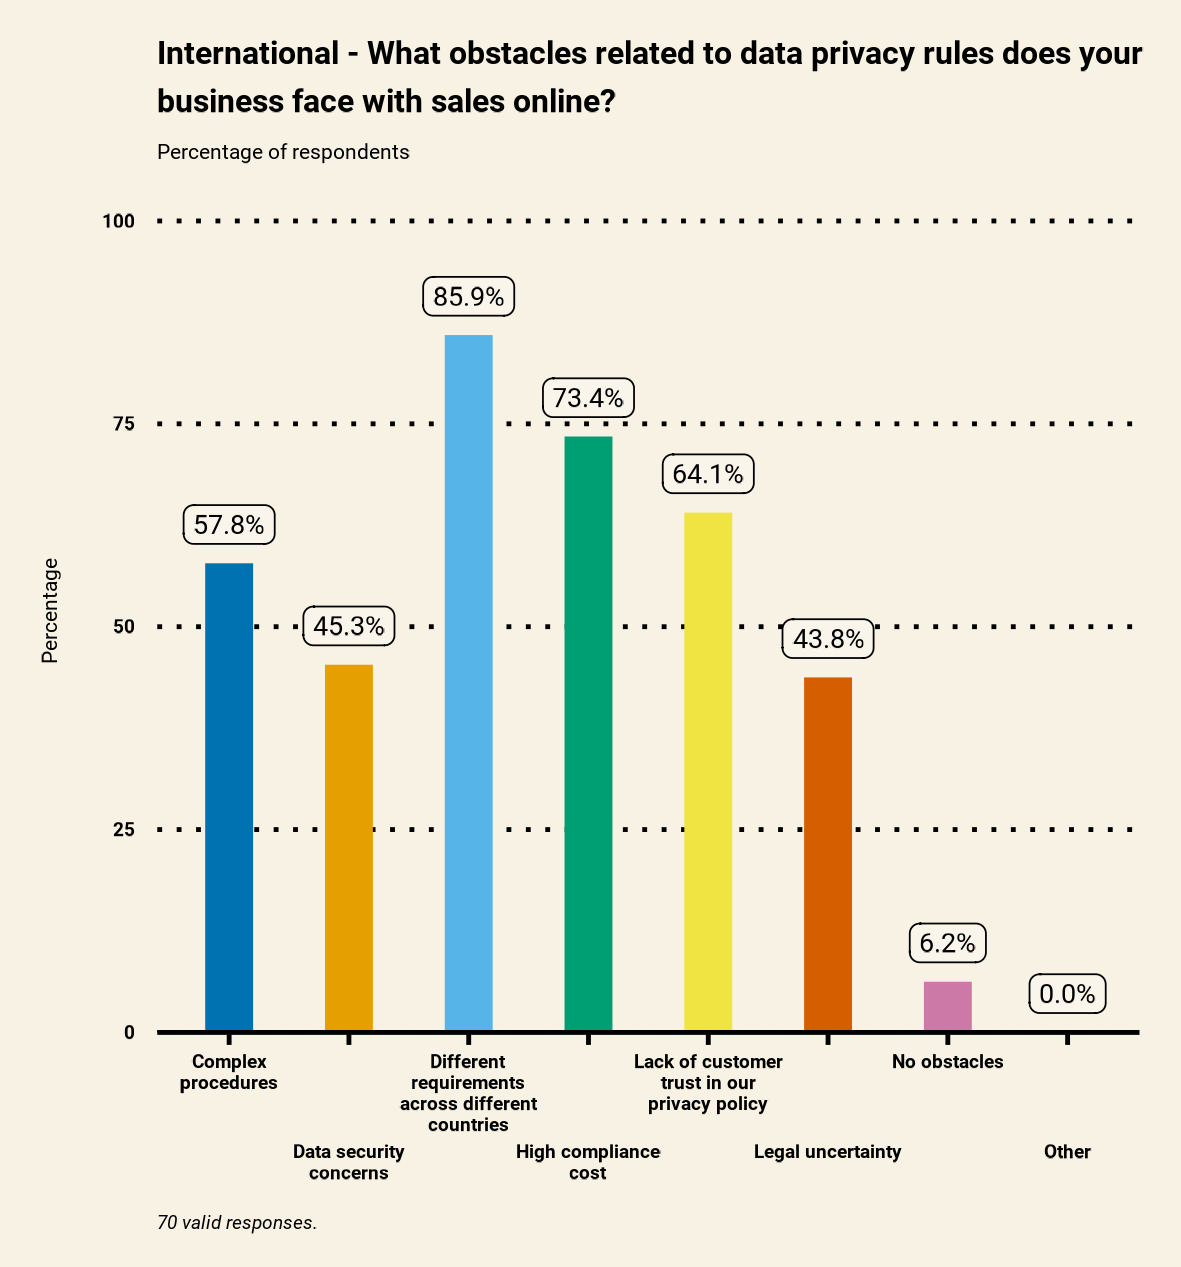 International - What obstacles related to data privacy rules does your
business face with sales online?
Percentage of respondents
100
75
50
25
0
Percentage
57.8%
45.3%
85.9%
73.4%
64.1%
43.8%
6.2%
0.0%
Complex
procedures
Data security
concerns
Different
requirements
across different
countries
High compliance
cost
Lack of customer
trust in our
privacy policy
Legal uncertainty
No obstacles
Other
70 valid responses.